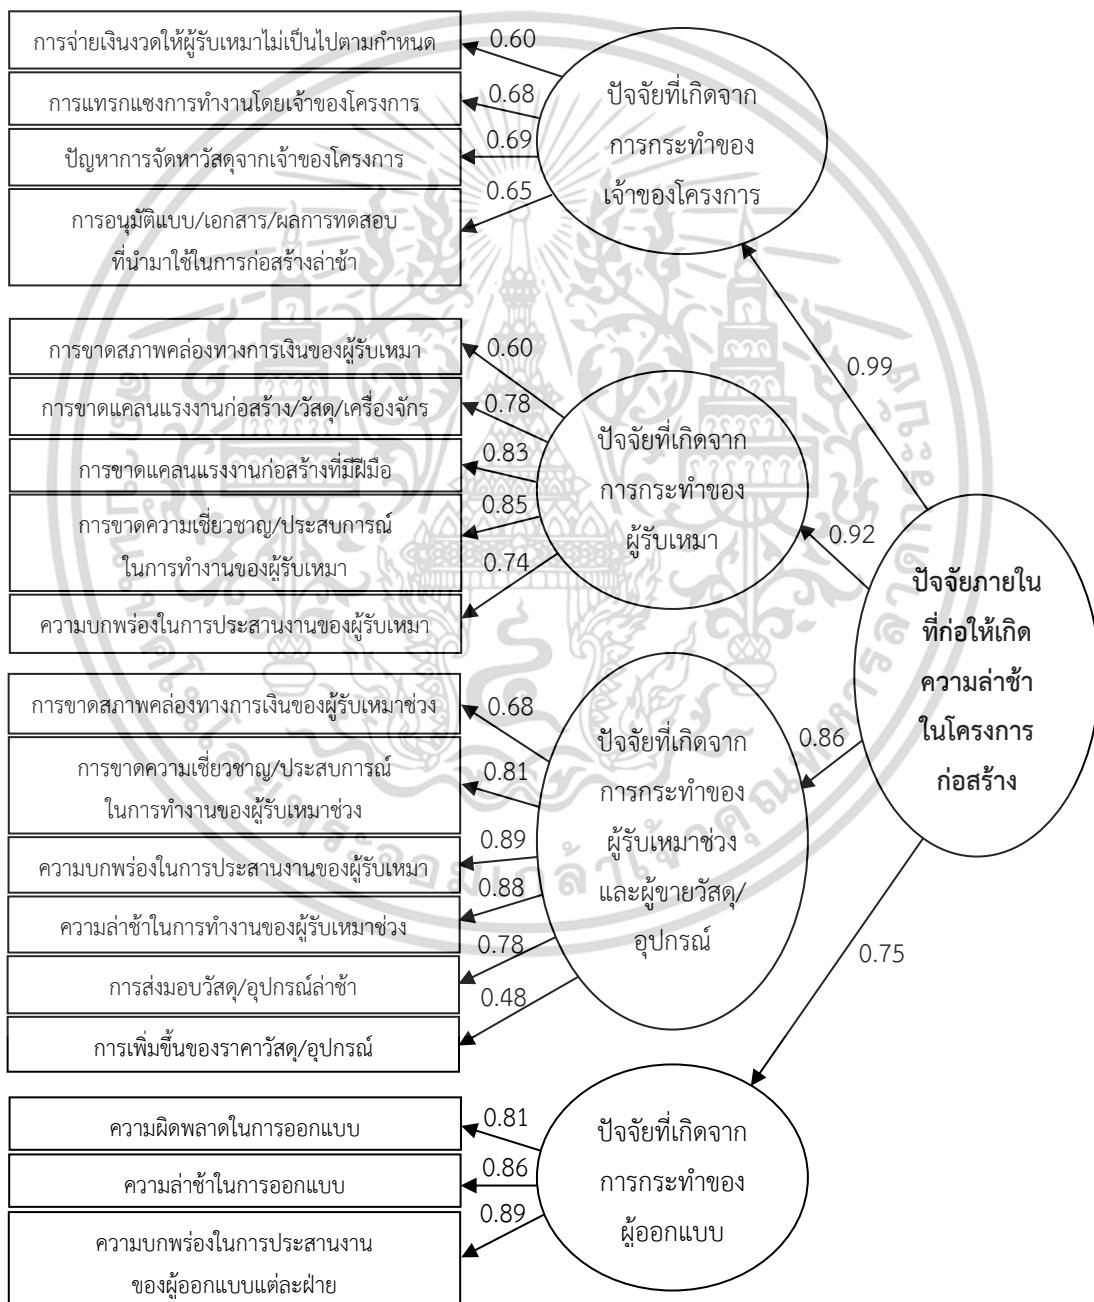 การจ่ายเงินงวดให้ผู้รับเหมาไม่เป็นไปตามกำหนด
0.60
การแทรกแซงการทำงานโดยเจ้าของโครงการ
0.68
ปัญหาการจัดหาวัสดุจากเจ้าของโครงการ
0.69
การอนุมัติแบบ/เอกสาร/ผลการทดสอบ
ที่นำมาใช้ในการก่อสร้างล่าช้า
0.65
ปัจจัยที่เกิดจาก
การกระทำของ
เจ้าของโครงการ
0.99
การขาดสภาพคล่องทางการเงินของผู้รับเหมา
0.60
การขาดแคลนแรงงานก่อสร้าง/วัสดุ/เครื่องจักร
0.78
การขาดแคลนแรงงานก่อสร้างที่มีฝีมือ
0.83
การขาดความเชี่ยวชาญ/ประสบการณ์
ในการทำงานของผู้รับเหมา
0.85
ความบกพร่องในการประสานงานของผู้รับเหมา
0.74
ปัจจัยที่เกิดจาก
การกระทำของ
ผู้รับเหมา
0.92
ปัจจัยภายใน
ที่ก่อให้เกิด
ความล่าช้า
ในโครงการ
ก่อสร้าง
การขาดสภาพคล่องทางการเงินของผู้รับเหมาช่วง
0.68
การขาดความเชี่ยวชาญ/ประสบการณ์
ในการทำงานของผู้รับเหมาช่วง
0.81
ความบกพร่องในการประสานงานของผู้รับเหมา
0.89
ความล่าช้าในการทำงานของผู้รับเหมาช่วง
0.88
การส่งมอบวัสดุ/อุปกรณ์ล่าช้า
0.78
การเพิ่มขึ้นของราคาวัสดุ/อุปกรณ์
0.48
ปัจจัยที่เกิดจาก
การกระทำของ
ผู้รับเหมาช่วง
และผู้ขายวัสดุ/
อุปกรณ์
0.86
0.75
ความผิดพลาดในการออกแบบ
0.81
ความล่าช้าในการออกแบบ
0.86
ความบกพร่องในการประสานงาน
ของผู้ออกแบบแต่ละฝ่าย
0.89
ปัจจัยที่เกิดจาก
การกระทำของ
ผู้ออกแบบ